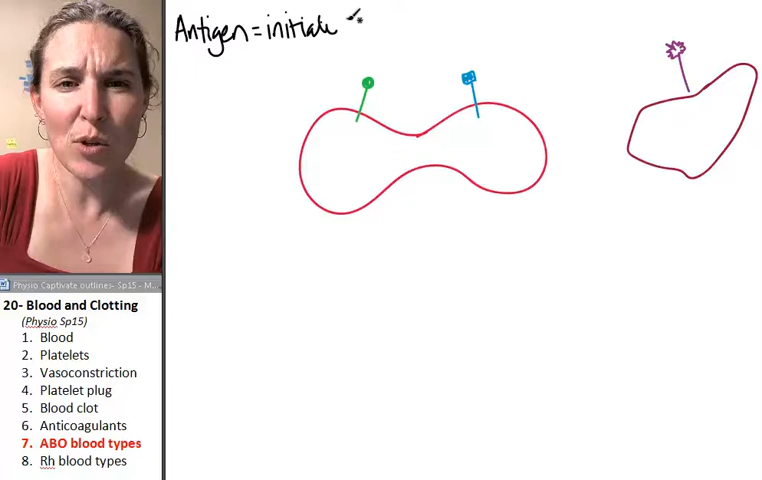 Antigen = initiate
Physio Captivate outlines- Sp15 - M...
20- Blood and Clotting
(Physio Sp15)
1. Blood
2. Platelets
3. Vasoconstriction
4. Platelet plug
5. Blood clot
6. Anticoagulants
7. ABO blood types
8. Rh blood types